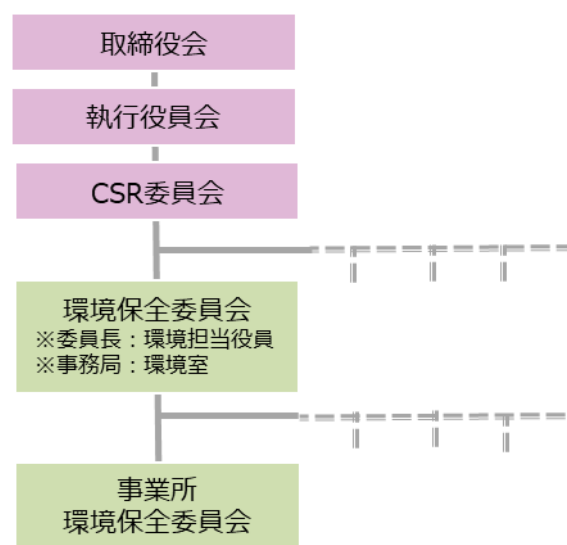 取締役会
執行役員会
CSR委員会
環境保全委員会
※委員長：環境担当役員
※事務局：環境室
事業所
環境保全委員会